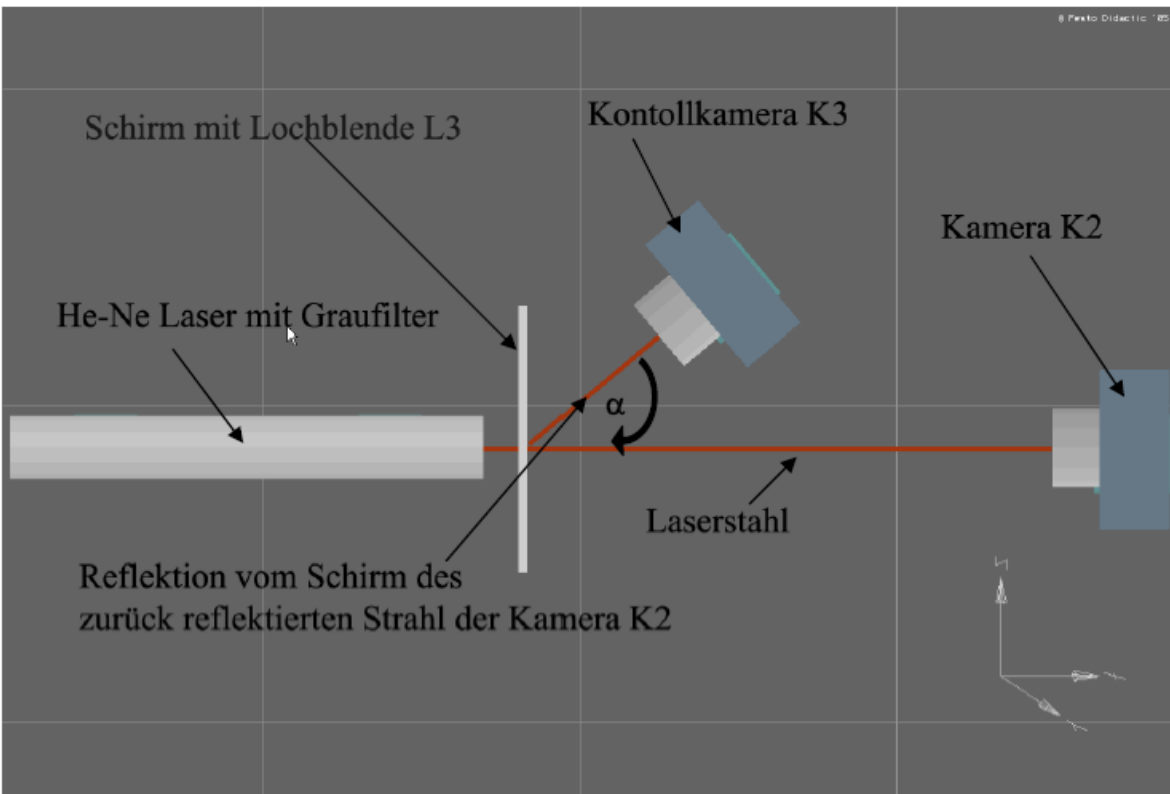 © Festo Didactic
Schirm mit Lochblende L3
Kontollkamera K3
Kamera K2
He-Ne Laser mit Graufilter
α
Laserstahl
Reflektion vom Schirm des
zurück reflektierten Strahl der Kamera K2